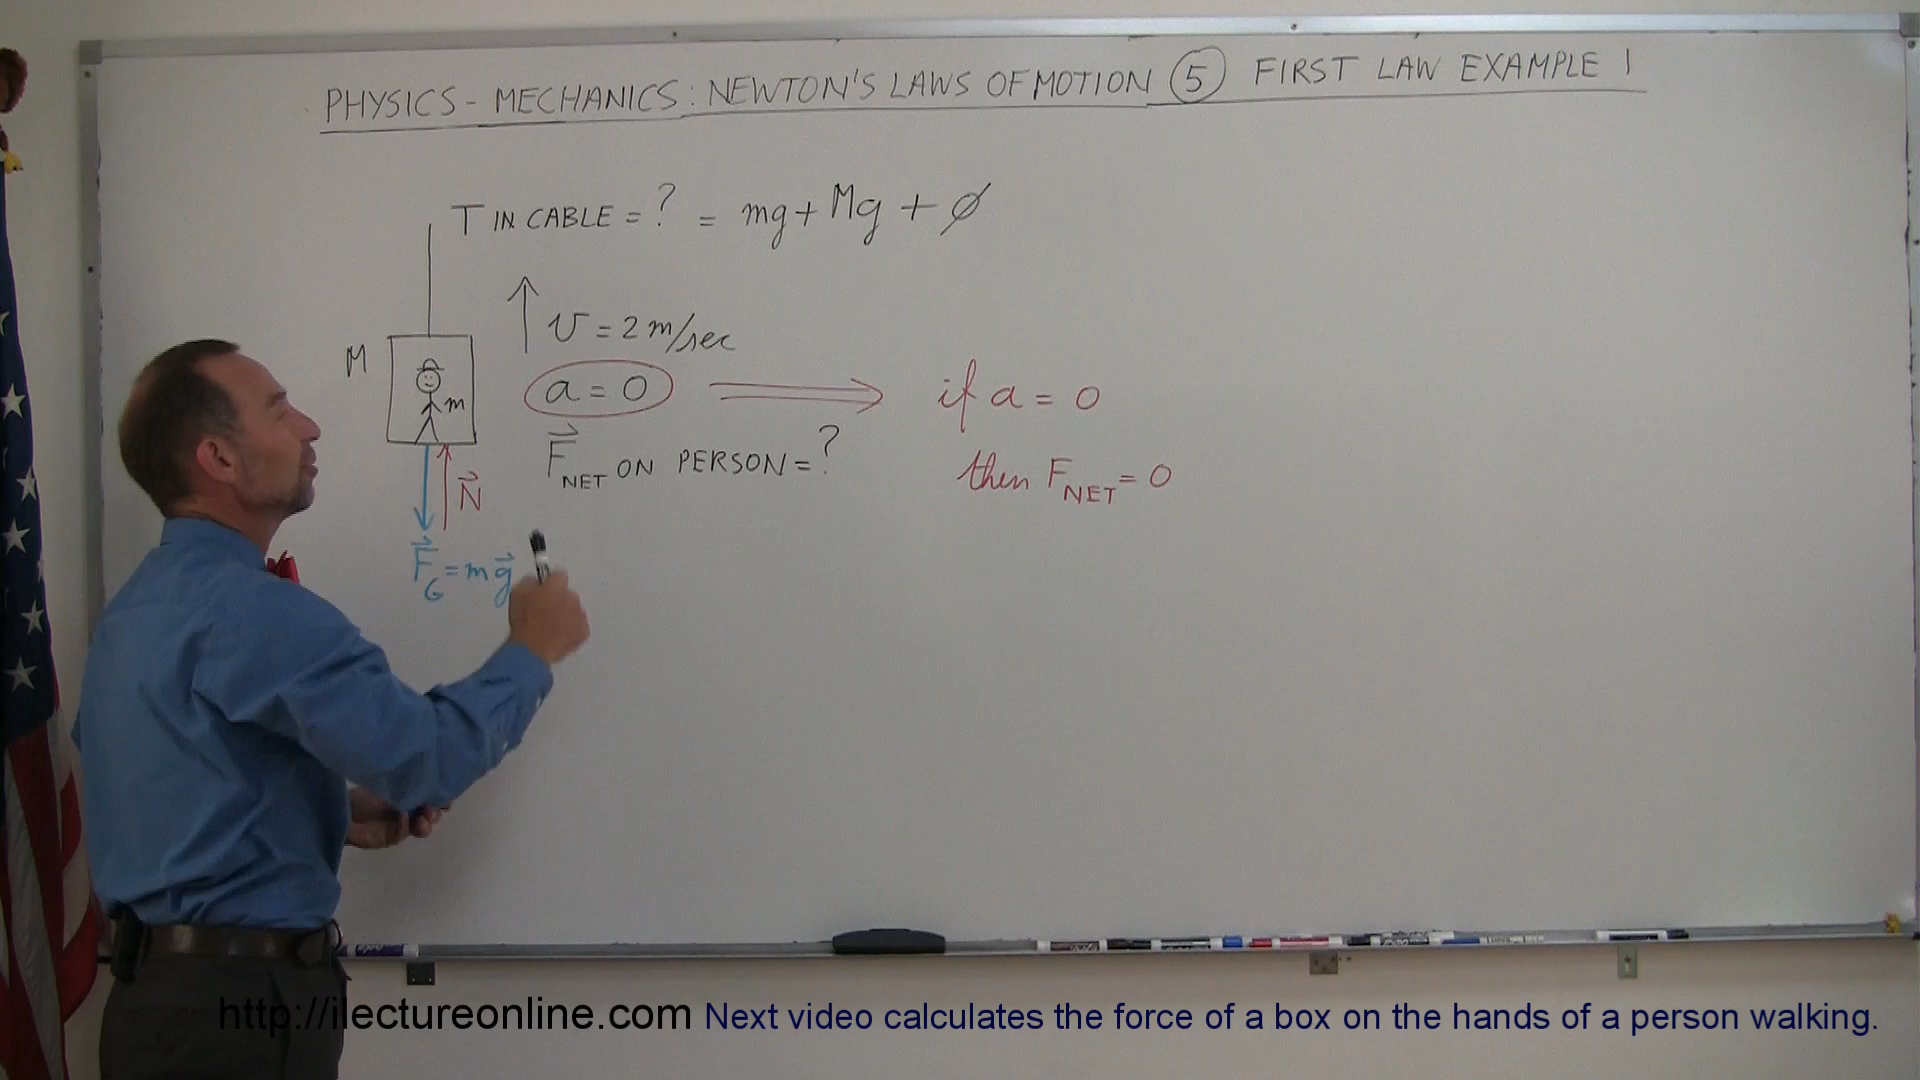 PHYSICS - MECHANICS: NEWTON'S LAWS OF MOTION (5) FIRST LAW EXAMPLE 1
T IN CABLE = ? = mg + Mg + ∅
v = 2 m/sec
M
m
a = 0
if a = 0
F⃗NET ON PERSON = ?
then FNET = 0
N⃗
F⃗G = mg⃗
http://ilectureonline.com Next video calculates the force of a box on the hands of a person walking.